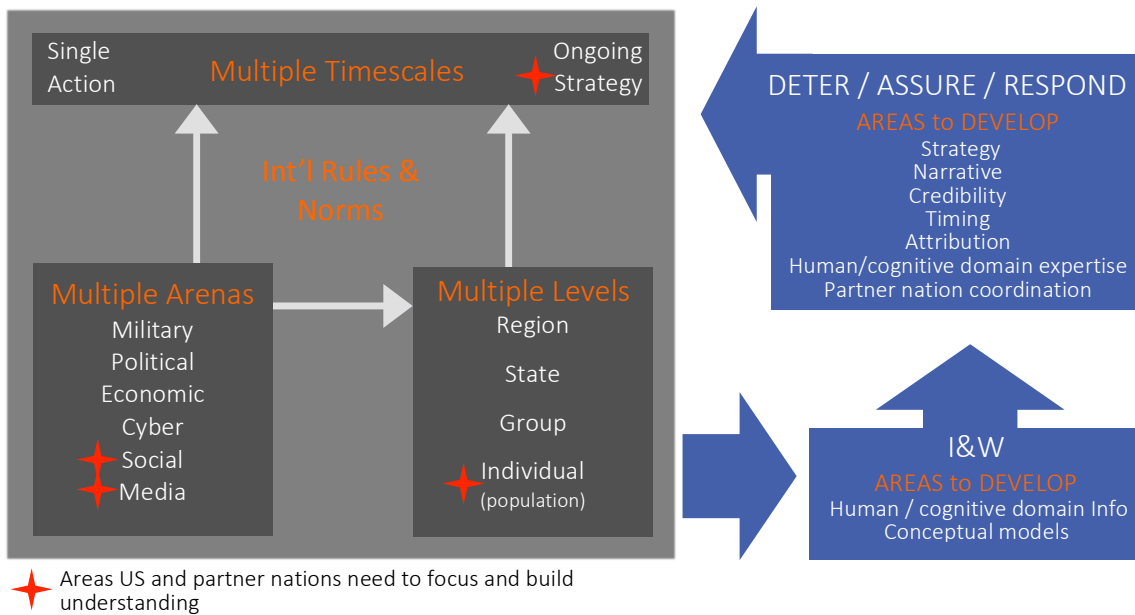 Single
Action
Multiple Timescales
Ongoing
Strategy
Int'l Rules &
Norms
Multiple Arenas
Military
Political
Economic
Cyber
Social
Media
Multiple Levels
Region
State
Group
Individual
(population)
DETER / ASSURE / RESPOND
AREAS to DEVELOP
Strategy
Narrative
Credibility
Timing
Attribution
Human/cognitive domain expertise
Partner nation coordination
I&W
AREAS to DEVELOP
Human / cognitive domain Info
Conceptual models
Areas US and partner nations need to focus and build
understanding